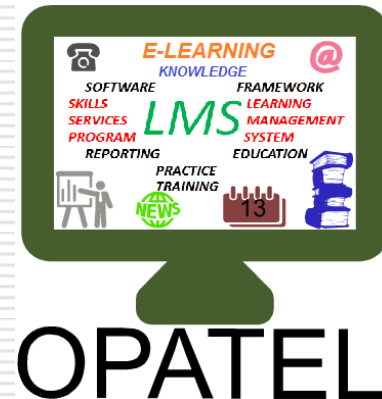 E-LEARNING @
KNOWLEDGE
SOFTWARE FRAMEWORK
SKILLS LEARNING
SERVICES LMS MANAGEMENT
PROGRAM SYSTEM
REPORTING EDUCATION
PRACTICE
TRAINING
NEWS 13
OPATEL